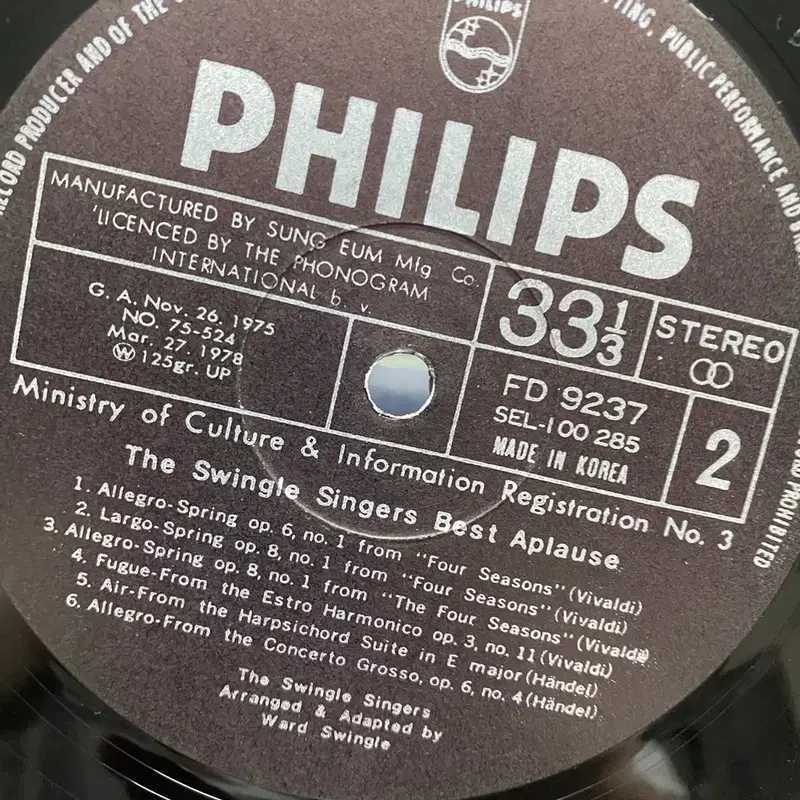 RECORD PRODUCER AND OF THE
TING, PUBLIC PERFORMANCE AND
PROHIBITED
PHILIPS
PHILIPS
MANUFACTURED BY SUNG EUM Mfg Co.
'LICENCED BY THE PHONOGRAM
INTERNATIONAL b. v.
33 1/3
STEREO
G. A. Nov. 26, 1975
NO. 75-524
Mar. 27. 1978
Ⓦ 125gr. UP
FD 9237
SEL-100 285
MADE IN KOREA
2
Ministry of Culture & Information Registration No. 3
The Swingle Singers Best Aplause
1. Allegro-Spring op. 6, no. 1 from "Four Seasons" (Vivaldi)
2. Largo-Spring op. 8, no. 1 from "Four Seasons" (Vivaldi)
3. Allegro-Spring op. 8, no. 1 from "The Four Seasons" (Vivaldi)
4. Fugue-From the Estro Harmonico op. 3, no. 11 (Vivaldi)
5. Air-From the Harpsichord Suite in E major (Händel)
6. Allegro-From the Concerto Grosso, op. 6, no. 4 (Händel)
The Swingle Singers
Arranged & Adapted by
Ward Swingle